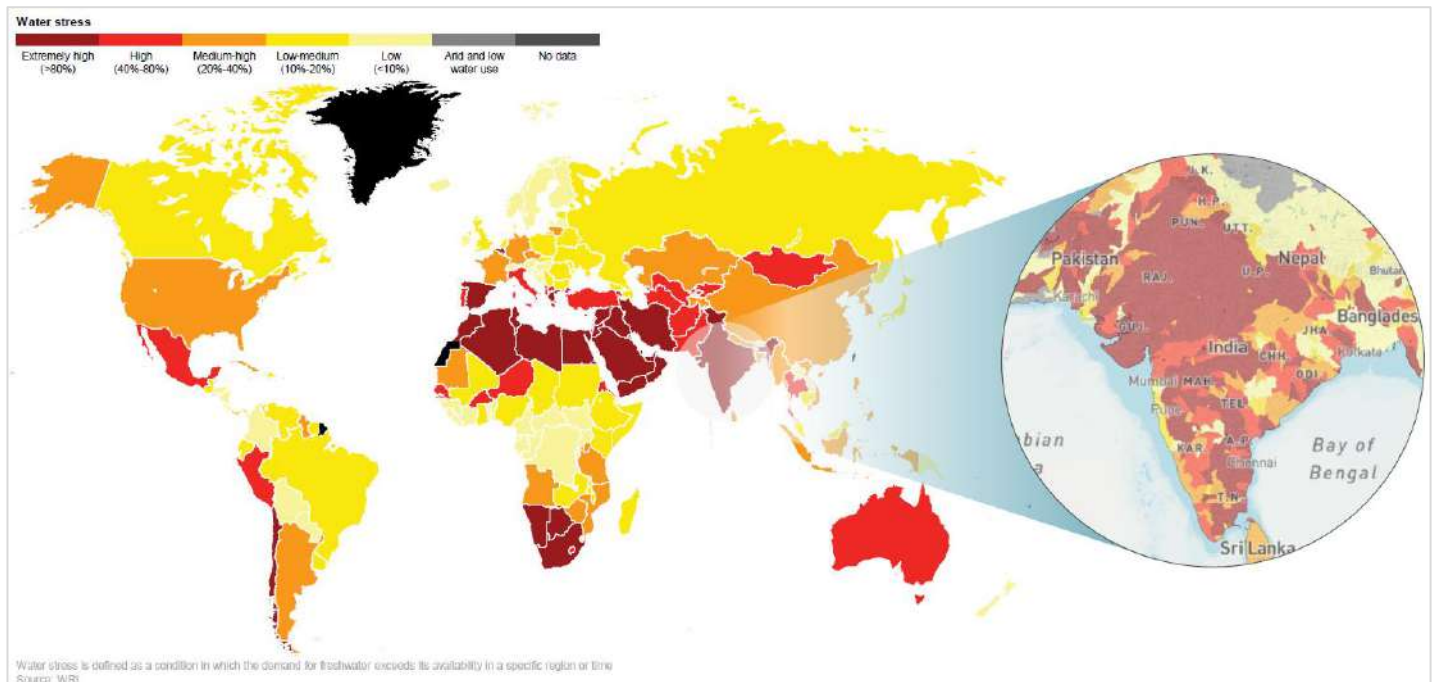 Water stress
Extremely high
(>80%)
High
(40%-80%)
Medium-high
(20%-40%)
Low-medium
(10%-20%)
Low
(<10%)
Arid and low
water use
No data
J.K.
H.P.
PUN.
UTT.
Pakistan
Nepal
RAJ.
U.P.
Bhutan
Karachi
Banglades
GUJ.
JHA
India
Kolkata
CHH.
ODI.
Mumbai
MAH.
Pune
TEL
bian
a
KAR.
A.P.
Chennai
Bay of
Bengal
T.N.
Sri Lanka
Water stress is defined as a condition in which the demand for freshwater exceeds its availability in a specific region or time
Source: WRI